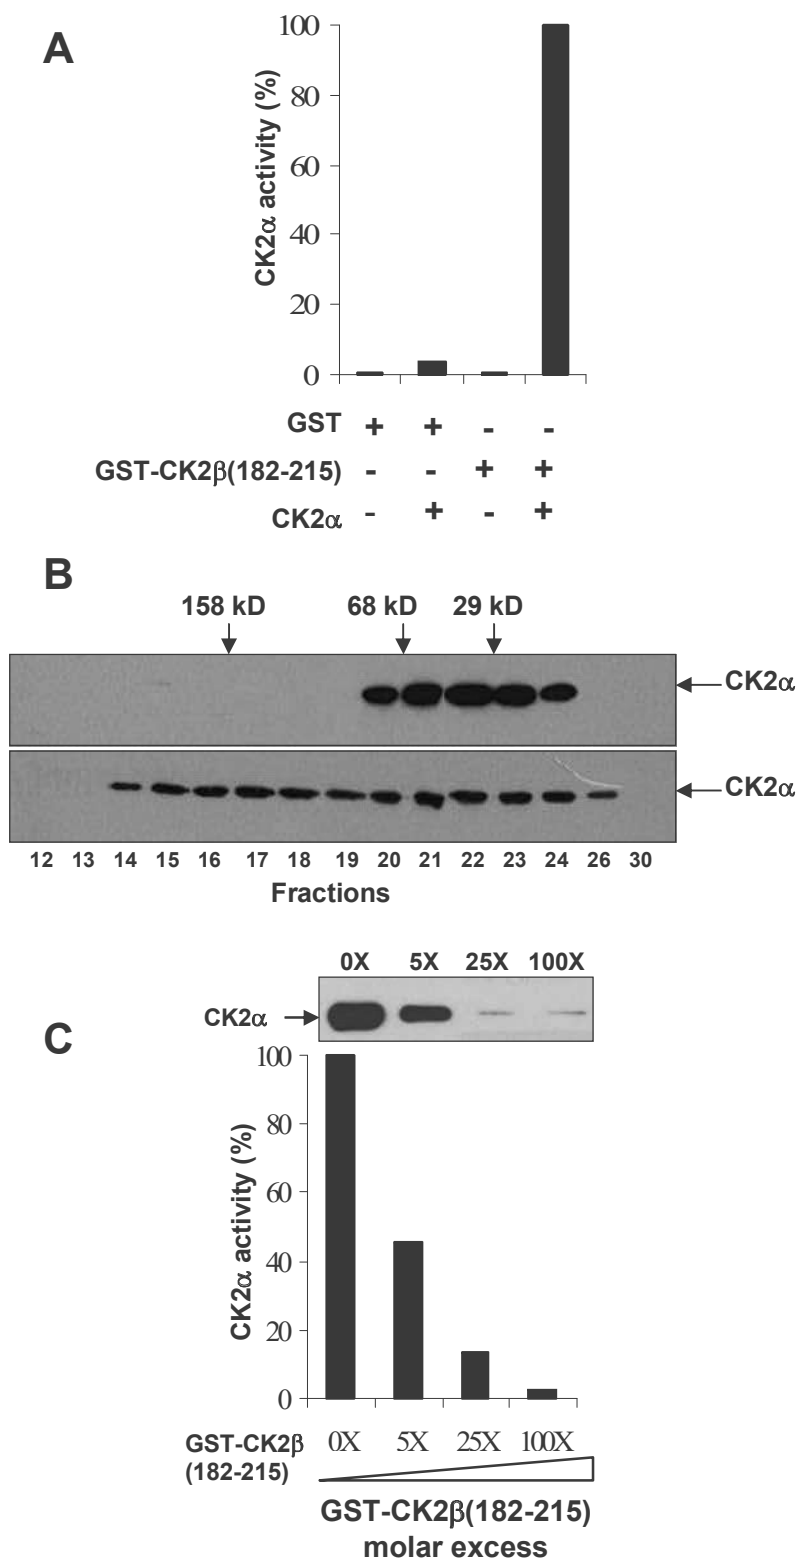 A
CK2α activity (%)
100
80
60
40
20
0
GST + + - -
GST-CK2β(182-215) - - + +
CK2α - + - +
B
158 kD 68 kD 29 kD
CK2α
CK2α
12 13 14 15 16 17 18 19 20 21 22 23 24 26 30
Fractions
0X 5X 25X 100X
CK2α
C
CK2α activity (%)
100
80
60
40
20
0
GST-CK2β 0X 5X 25X 100X
(182-215)
GST-CK2β(182-215)
molar excess